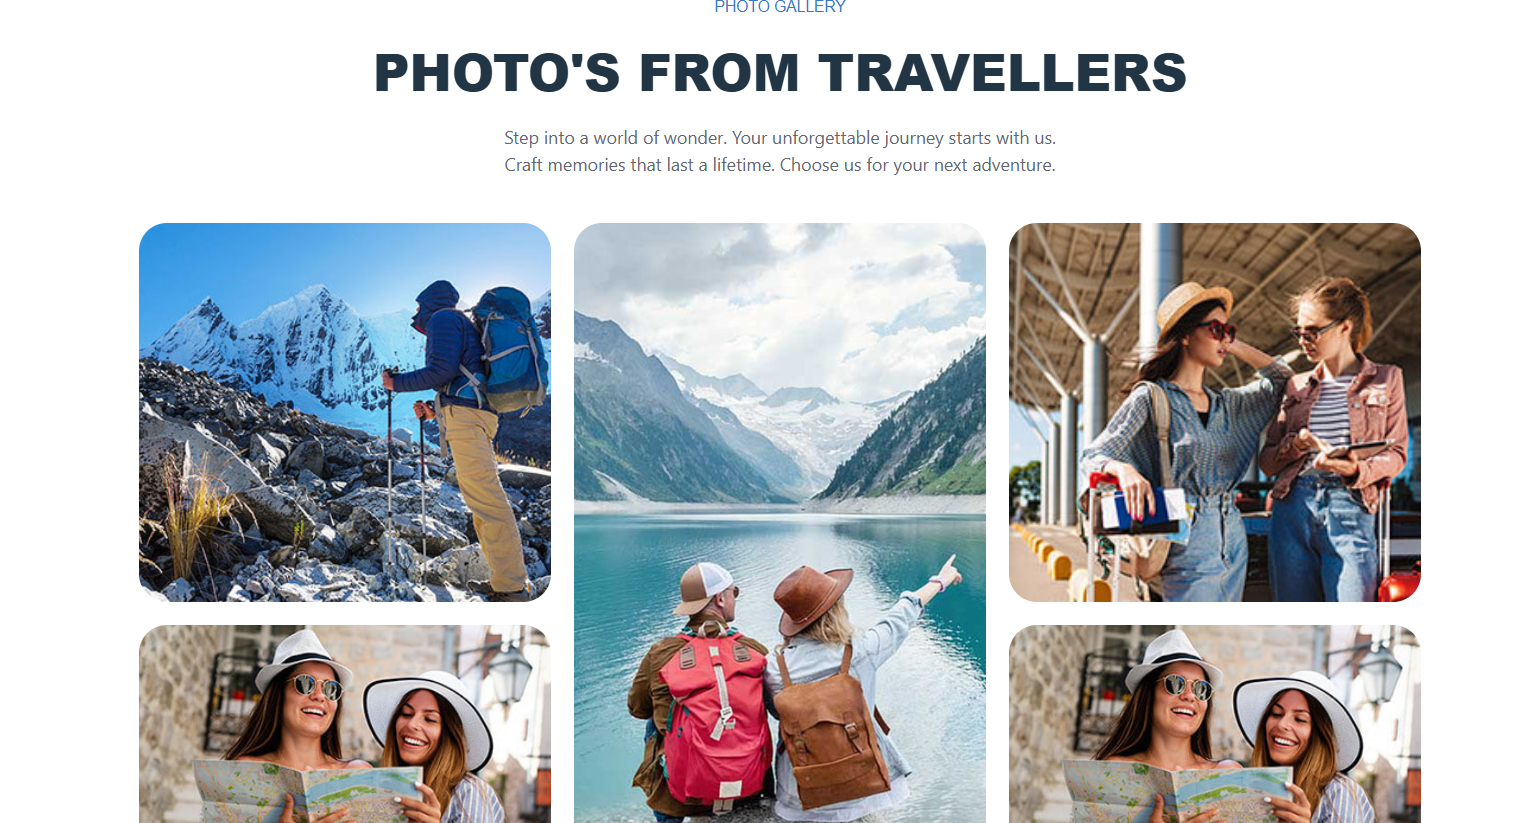 PHOTO GALLERY
PHOTO'S FROM TRAVELLERS
Step into a world of wonder. Your unforgettable journey starts with us.
Craft memories that last a lifetime. Choose us for your next adventure.